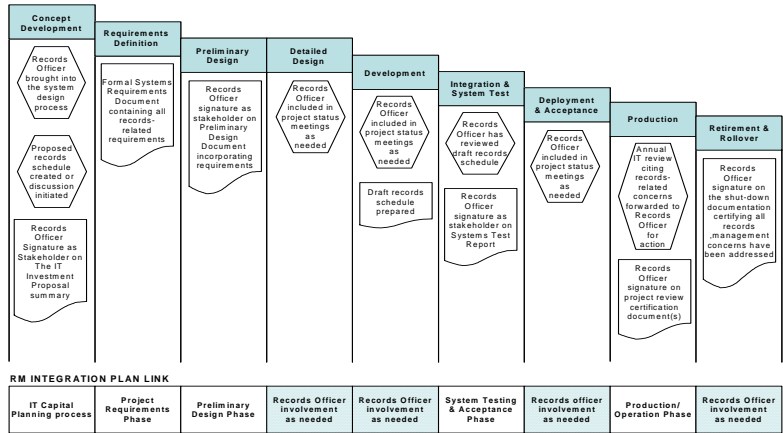 Concept
Development
Records
Officer
brought into
the system
design
process
Proposed
records
schedule
created or
discussion
initiated
Records
Officer
Signature as
Stakeholder on
The IT
Investment
Proposal
summary
Requirements
Definition
Formal Systems
Requirements
Document
containing all
records-
related
requirements
Preliminary
Design
Records
Officer
signature as
stakeholder on
Preliminary
Design
Document
incorporating
requirements
Detailed
Design
Records
Officer
included in
project status
meetings
as
needed
Development
Records
Officer
included in
project status
meetings
as
needed
Draft records
schedule
prepared
Integration &
System Test
Records
Officer has
reviewed
draft records
schedule
Records
Officer
signature as
stakeholder on
Systems Test
Report
Deployment
& Acceptance
Records
Officer
included in
project status
meetings
as
needed
Production
Annual
IT review
citing
records-
related
concerns
forwarded to
Records
Officer
for
action
Records
Officer
signature on
project review
certification
document(s)
Retirement &
Rollover
Records
Officer
signature on
the shut-down
documentation
certifying all
records
,management
concerns have
been addressed
RM INTEGRATION PLAN LINK
IT Capital
Planning process
Project
Requirements
Phase
Preliminary
Design Phase
Records Officer
involvement
as needed
Records Officer
involvement
as needed
System Testing
& Acceptance
Phase
Records officer
involvement
as needed
Production/
Operation Phase
Records Officer
involvement
as needed